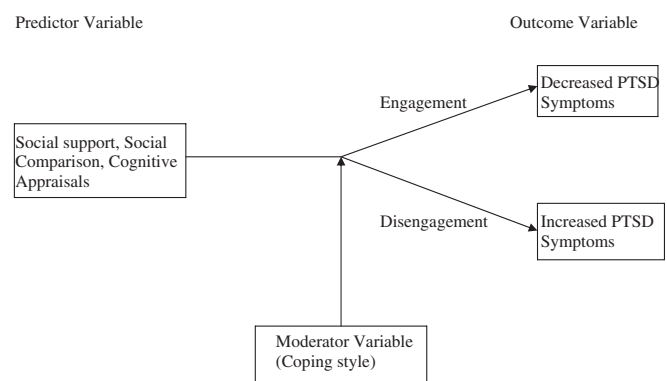 Predictor Variable
Outcome Variable
Decreased PTSD
Symptoms
Engagement
Social support, Social
Comparison, Cognitive
Appraisals
Disengagement
Increased PTSD
Symptoms
Moderator Variable
(Coping style)